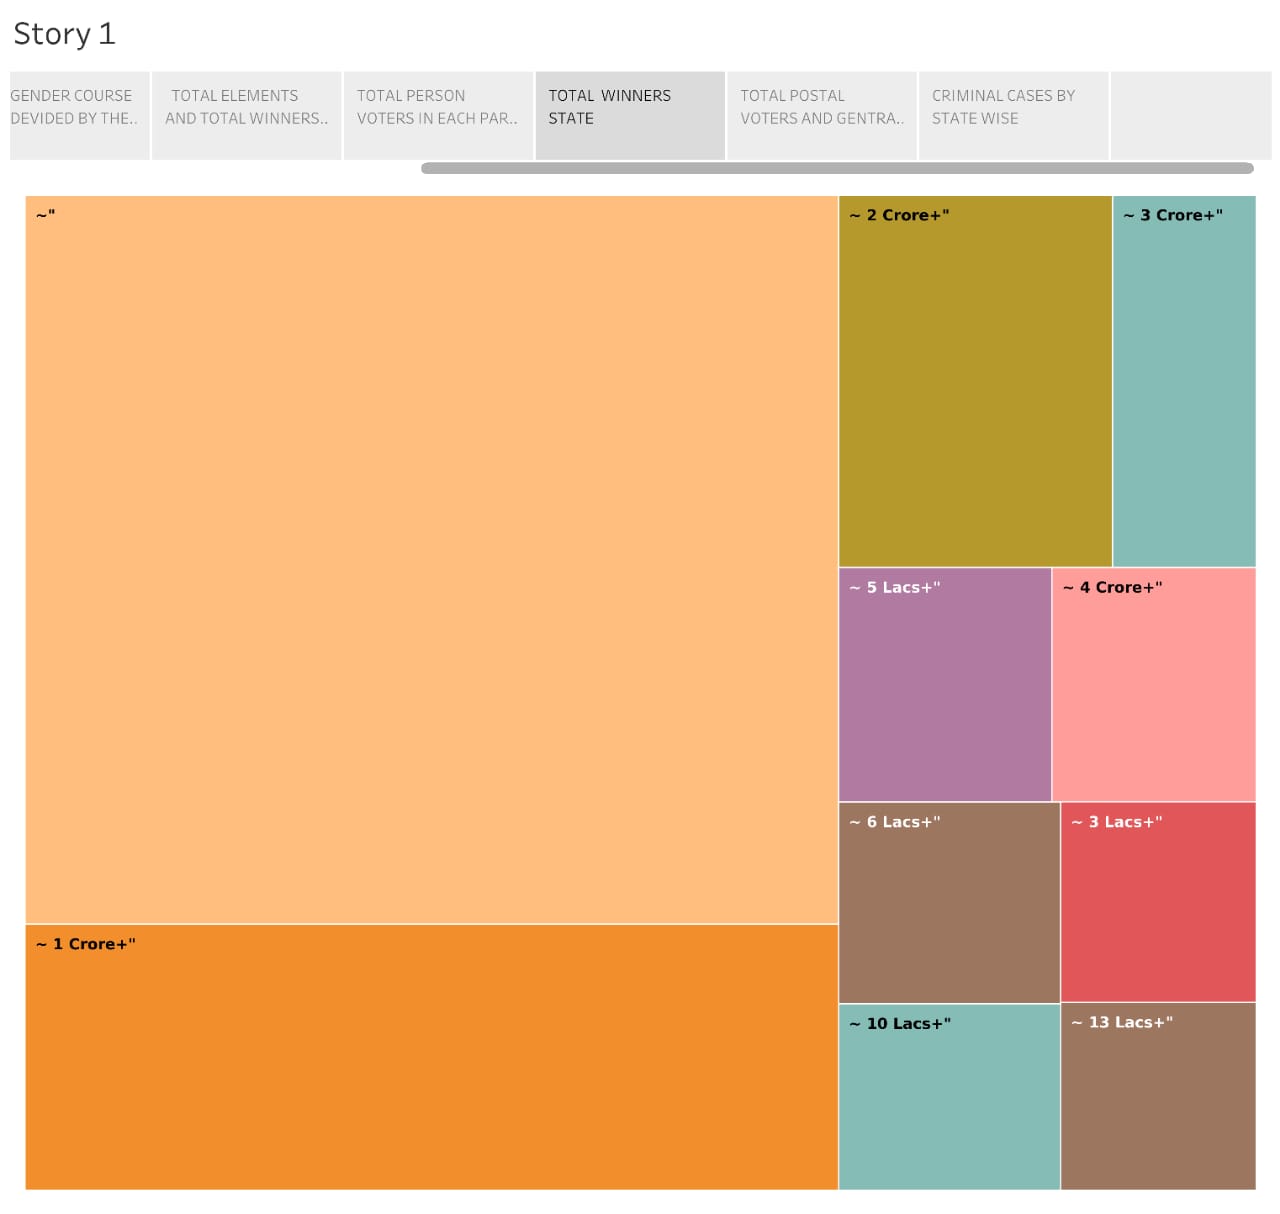 Story 1
GENDER COURSE
DEVIDED BY THE..
TOTAL ELEMENTS
AND TOTAL WINNERS..
TOTAL PERSON
VOTERS IN EACH PAR..
TOTAL WINNERS
STATE
TOTAL POSTAL
VOTERS AND GENTRA..
CRIMINAL CASES BY
STATE WISE
~"
~ 2 Crore+"
~ 3 Crore+"
~ 5 Lacs+"
~ 4 Crore+"
~ 6 Lacs+"
~ 3 Lacs+"
~ 1 Crore+"
~ 10 Lacs+"
~ 13 Lacs+"